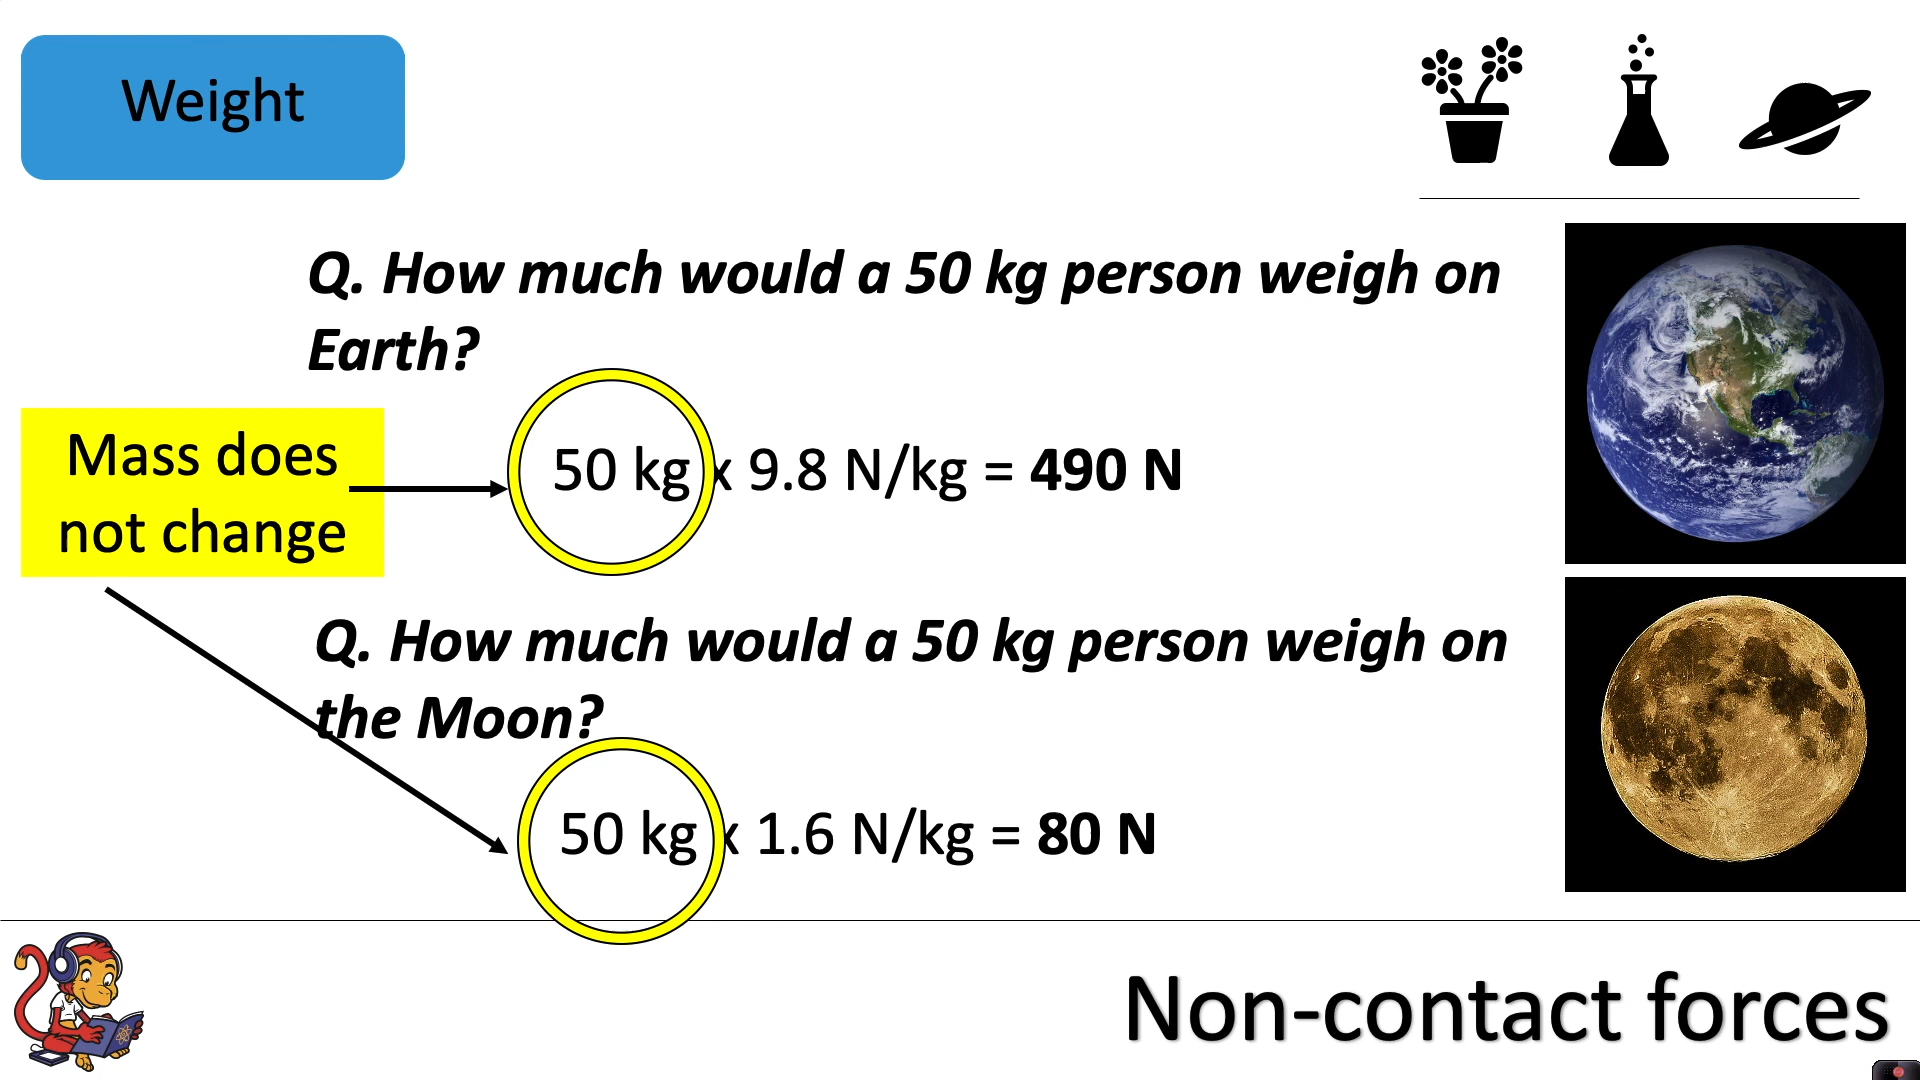 Weight
Q. How much would a 50 kg person weigh on
Earth?
Mass does
not change
50 kg x 9.8 N/kg = 490 N
Q. How much would a 50 kg person weigh on
the Moon?
50 kg x 1.6 N/kg = 80 N
Non-contact forces